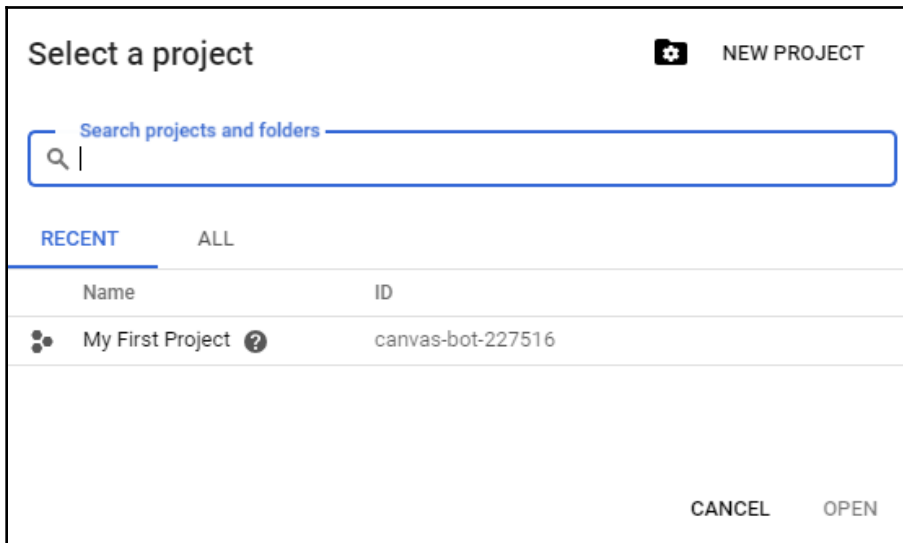 Select a project NEW PROJECT
Search projects and folders
RECENT ALL
Name ID
My First Project canvas-bot-227516
CANCEL OPEN